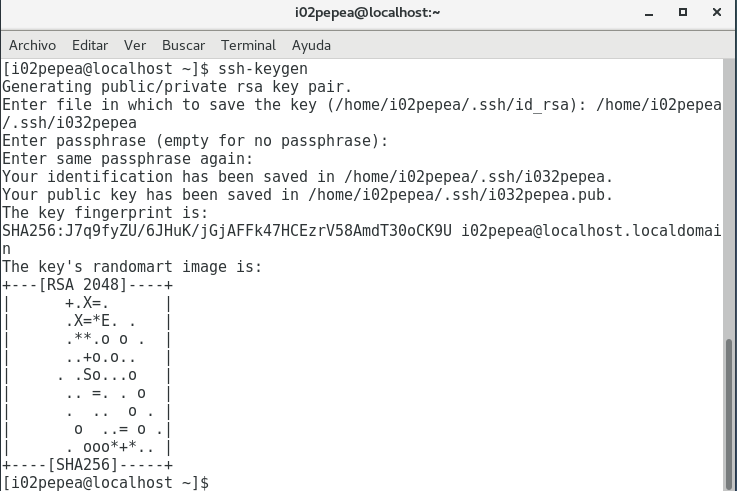 i02pepea@localhost:~
Archivo Editar Ver Buscar Terminal Ayuda
[i02pepea@localhost ~]$ ssh-keygen
Generating public/private rsa key pair.
Enter file in which to save the key (/home/i02pepea/.ssh/id_rsa): /home/i02pepea
/.ssh/i032pepea
Enter passphrase (empty for no passphrase):
Enter same passphrase again:
Your identification has been saved in /home/i02pepea/.ssh/i032pepea.
Your public key has been saved in /home/i02pepea/.ssh/i032pepea.pub.
The key fingerprint is:
SHA256:J7q9fyZU/6JHuK/jGjAFFk47HCEzrV58AmdT30oCK9U i02pepea@localhost.localdomai
n
The key's randomart image is:
+---[RSA 2048]----+
|      +.X=.      |
|      .X=*E. .   |
|      .**.o o .  |
|      ..+o.o..   |
|     . .So...o   |
|      .. =. . o  |
|      .  ..  o . |
|       o  ..= o .|
|      . ooo*+*.. |
+----[SHA256]-----+
[i02pepea@localhost ~]$